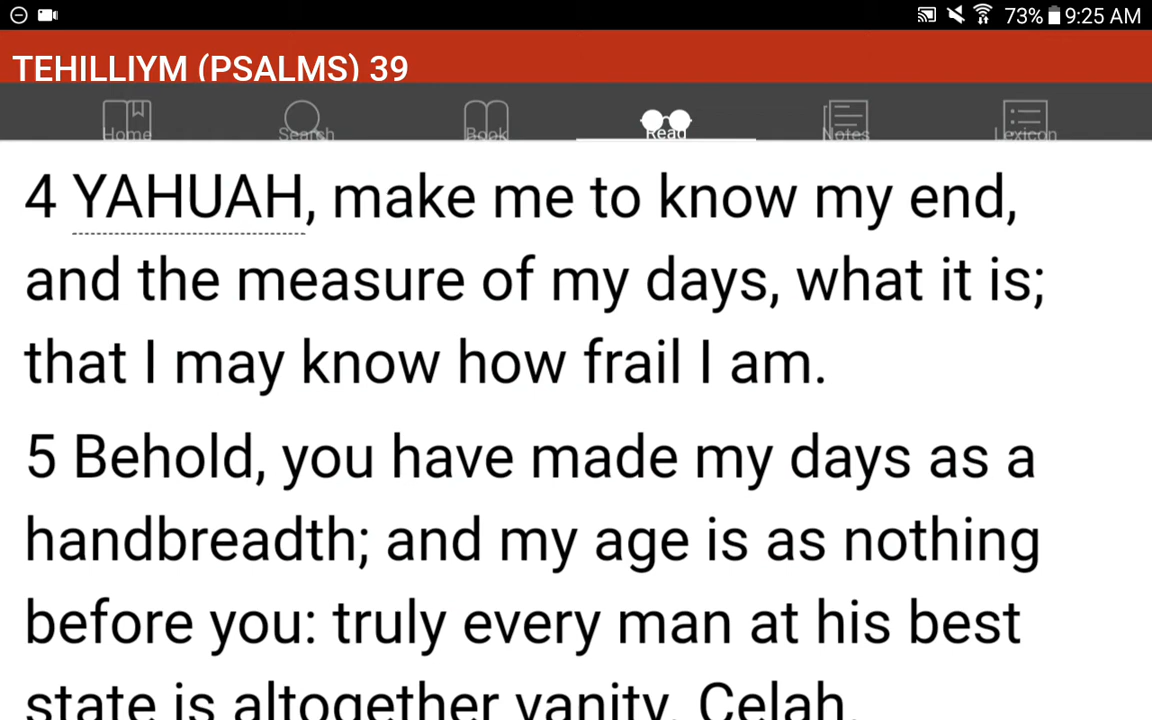 73% 9:25 AM
TEHILLIYM (PSALMS) 39
Home Search Book Read Notes Lexicon
4 YAHUAH, make me to know my end,
and the measure of my days, what it is;
that I may know how frail I am.
5 Behold, you have made my days as a
handbreadth; and my age is as nothing
before you: truly every man at his best
state is altogether vanity. Celah.